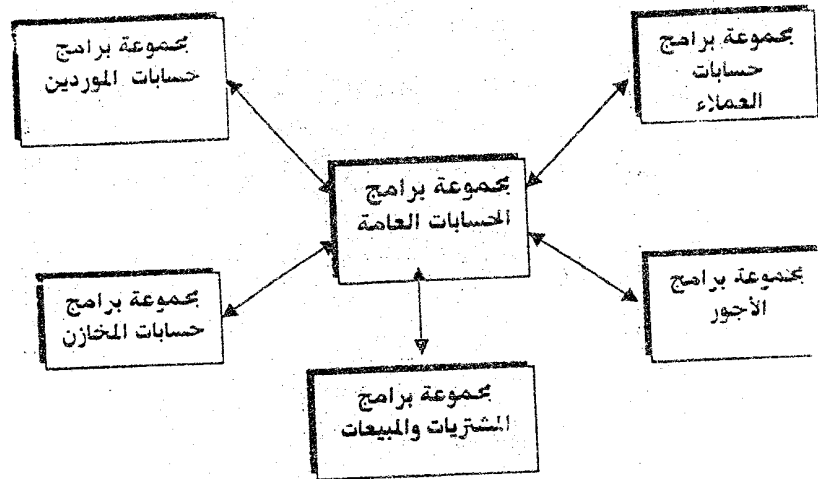 مجموعة برامج
حسابات
العملاء
مجموعة برامج
حسابات الموردين
مجموعة برامج
الحسابات العامة
مجموعة برامج
الأجور
مجموعة برامج
حسابات المخازن
مجموعة برامج
المشتريات والمبيعات